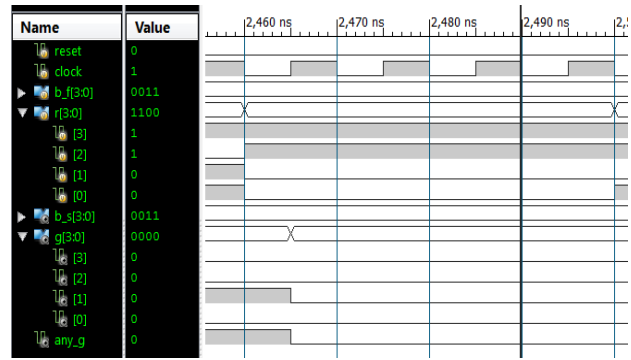 Name Value 2,460 ns 2,470 ns 2,480 ns 2,490 ns
reset 0
clock 1
b_f[3:0] 0011
r[3:0] 1100
[3] 1
[2] 1
[1] 0
[0] 0
b_s[3:0] 0011
g[3:0] 0000
[3] 0
[2] 0
[1] 0
[0] 0
any_g 0